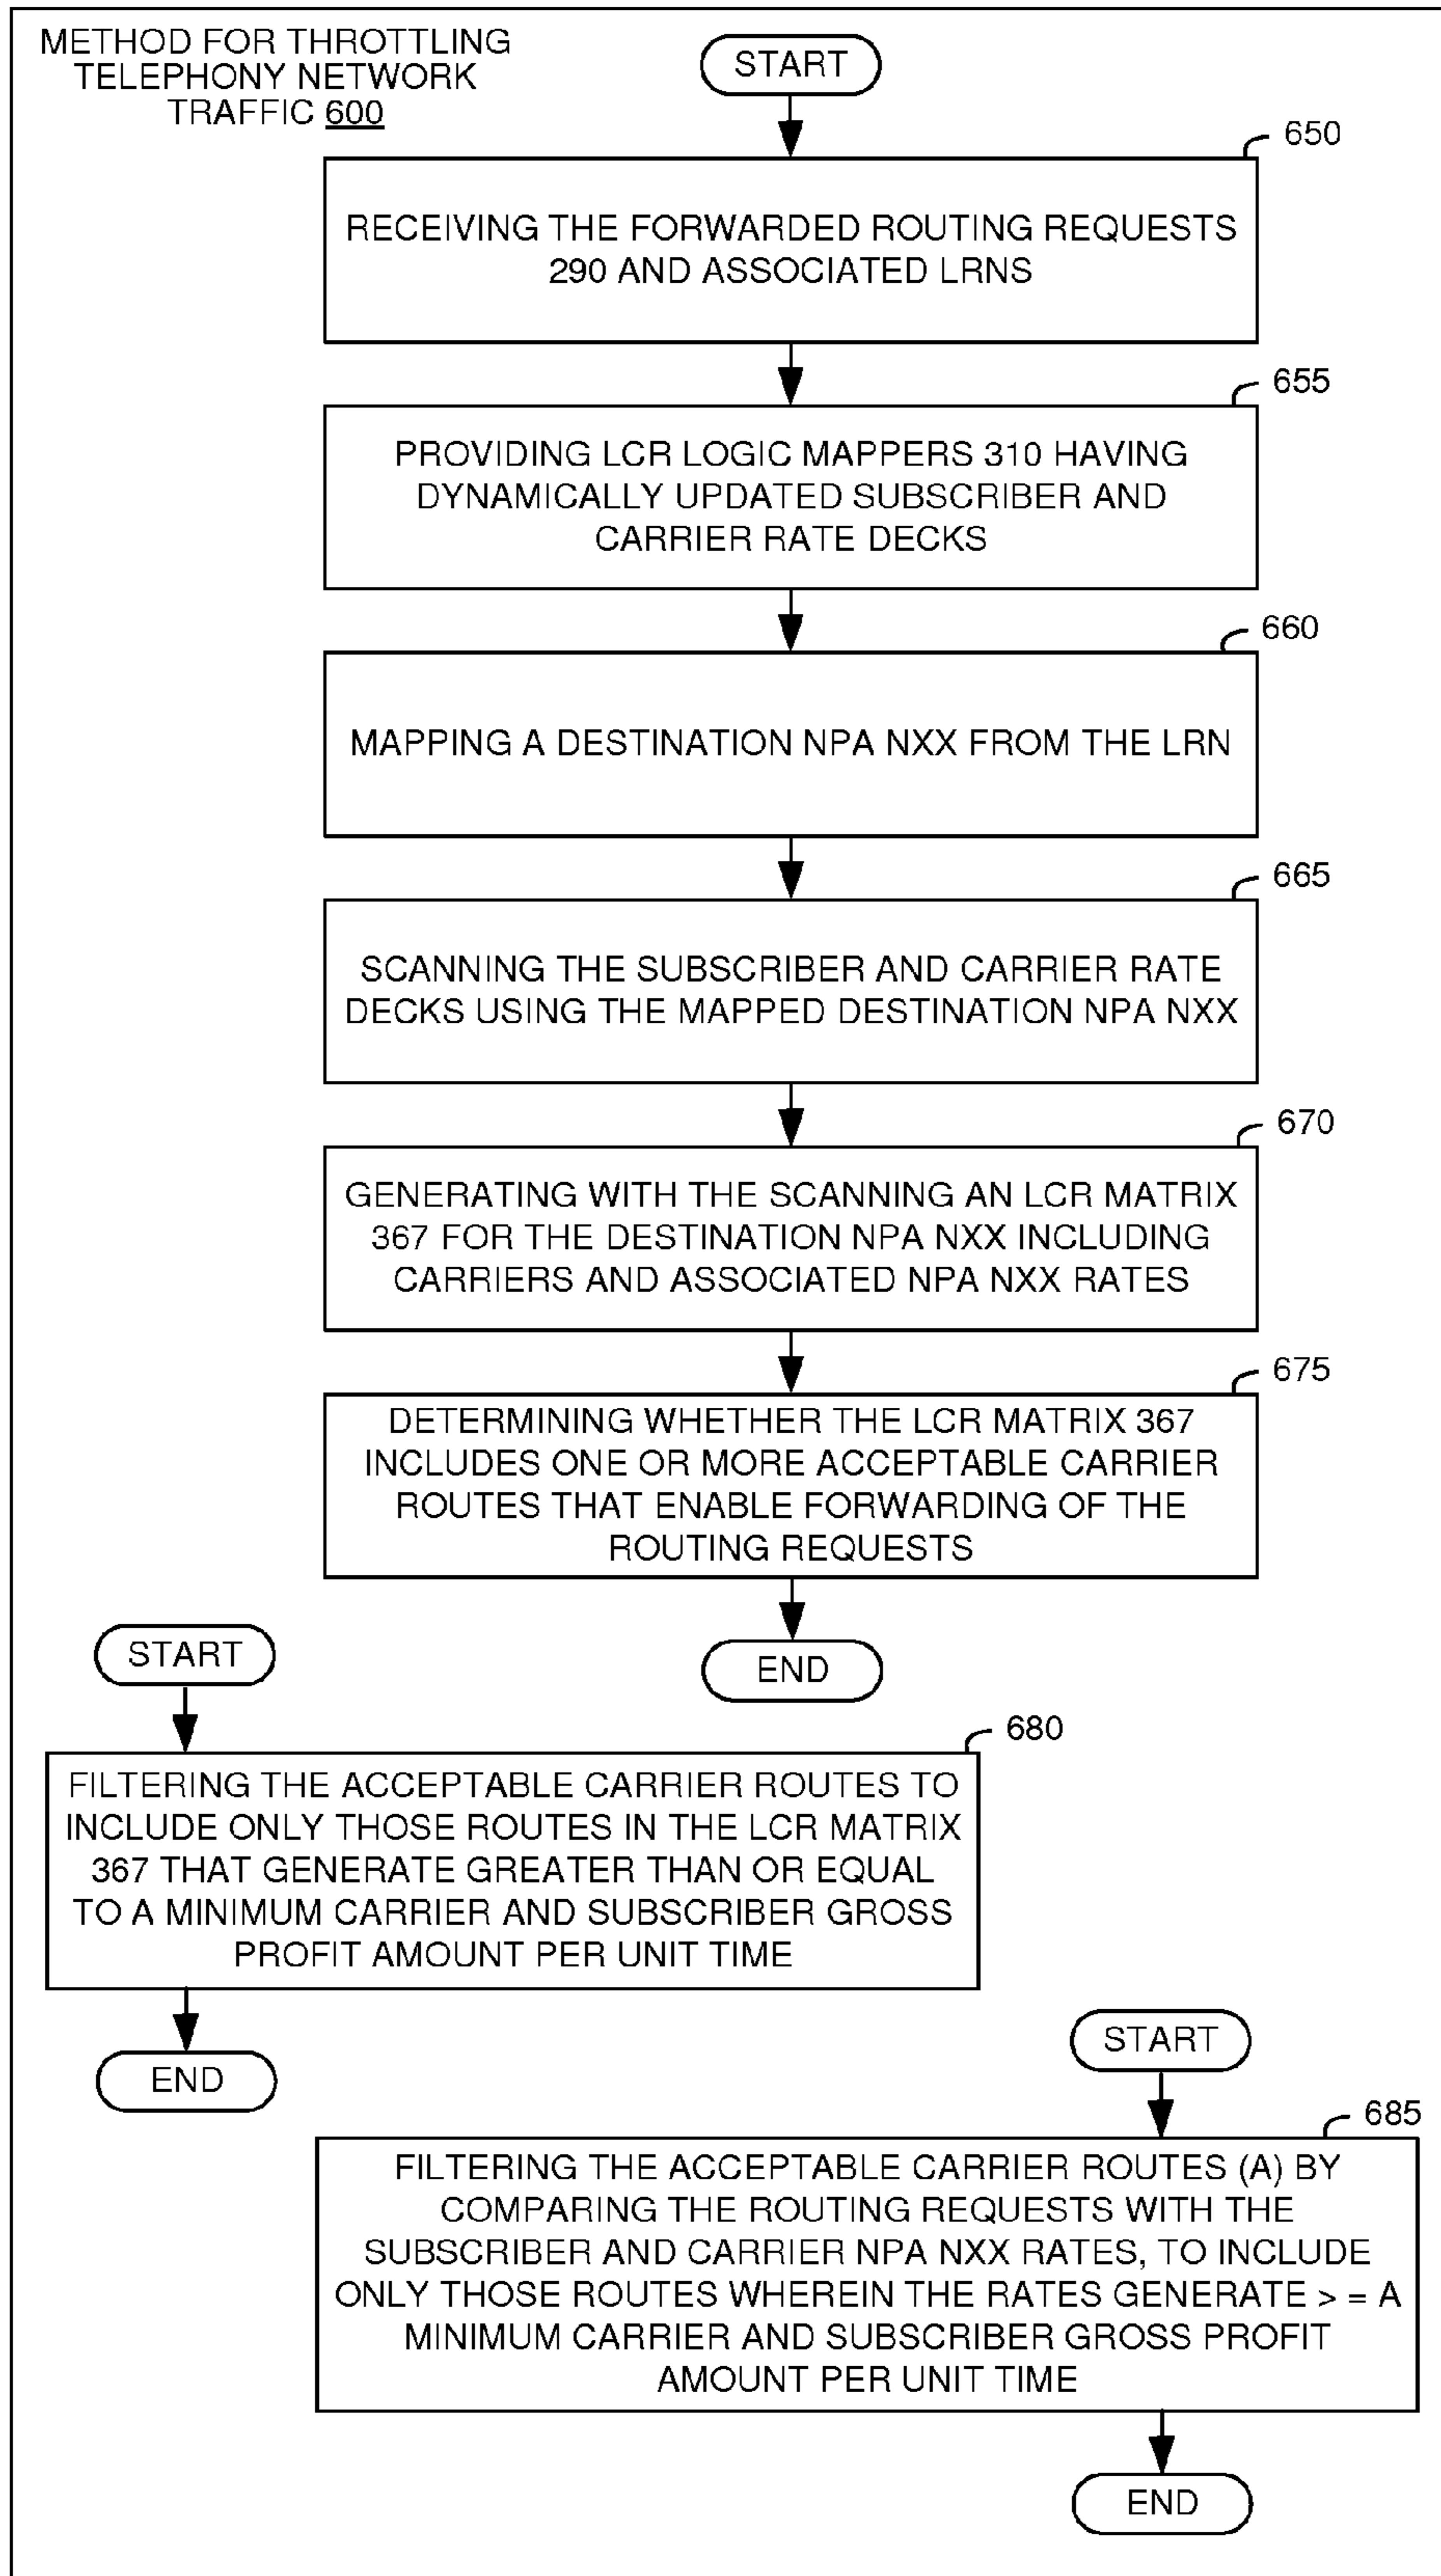 METHOD FOR THROTTLING
TELEPHONY NETWORK
TRAFFIC 600
START
650
RECEIVING THE FORWARDED ROUTING REQUESTS
290 AND ASSOCIATED LRNS
655
PROVIDING LCR LOGIC MAPPERS 310 HAVING
DYNAMICALLY UPDATED SUBSCRIBER AND
CARRIER RATE DECKS
660
MAPPING A DESTINATION NPA NXX FROM THE LRN
665
SCANNING THE SUBSCRIBER AND CARRIER RATE
DECKS USING THE MAPPED DESTINATION NPA NXX
670
GENERATING WITH THE SCANNING AN LCR MATRIX
367 FOR THE DESTINATION NPA NXX INCLUDING
CARRIERS AND ASSOCIATED NPA NXX RATES
675
DETERMINING WHETHER THE LCR MATRIX 367
INCLUDES ONE OR MORE ACCEPTABLE CARRIER
ROUTES THAT ENABLE FORWARDING OF THE
ROUTING REQUESTS
END
START
680
FILTERING THE ACCEPTABLE CARRIER ROUTES TO
INCLUDE ONLY THOSE ROUTES IN THE LCR MATRIX
367 THAT GENERATE GREATER THAN OR EQUAL
TO A MINIMUM CARRIER AND SUBSCRIBER GROSS
PROFIT AMOUNT PER UNIT TIME
END
START
685
FILTERING THE ACCEPTABLE CARRIER ROUTES (A) BY
COMPARING THE ROUTING REQUESTS WITH THE
SUBSCRIBER AND CARRIER NPA NXX RATES, TO INCLUDE
ONLY THOSE ROUTES WHEREIN THE RATES GENERATE > = A
MINIMUM CARRIER AND SUBSCRIBER GROSS PROFIT
AMOUNT PER UNIT TIME
END